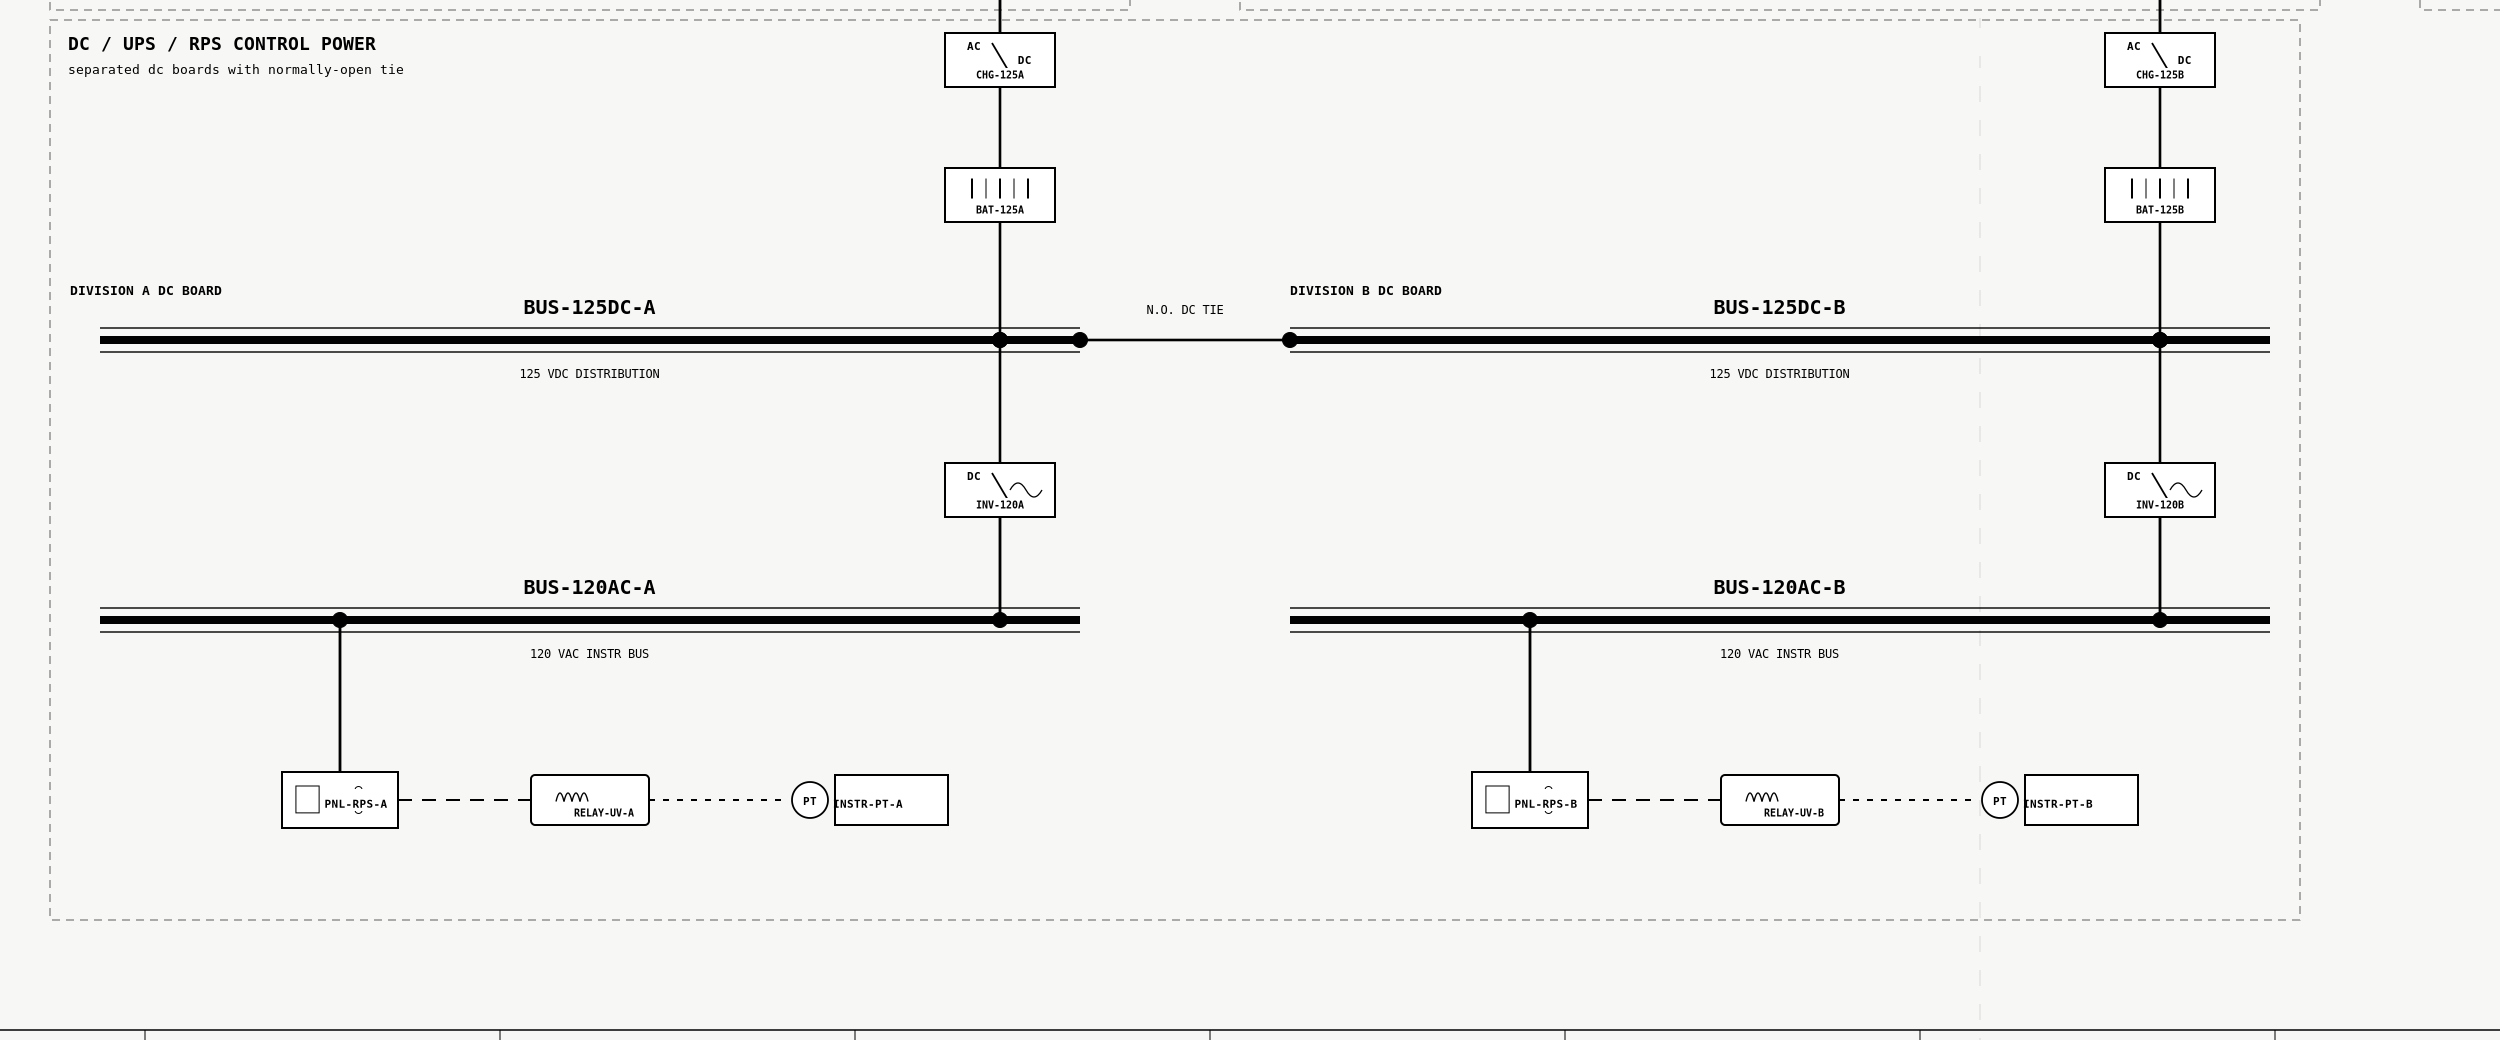 DC / UPS / RPS CONTROL POWER
separated dc boards with normally-open tie
AC
DC
CHG-125A
AC
DC
CHG-125B
BAT-125A
BAT-125B
DIVISION A DC BOARD
BUS-125DC-A
N.O. DC TIE
DIVISION B DC BOARD
BUS-125DC-B
125 VDC DISTRIBUTION
125 VDC DISTRIBUTION
DC
INV-120A
DC
INV-120B
BUS-120AC-A
BUS-120AC-B
120 VAC INSTR BUS
120 VAC INSTR BUS
PNL-RPS-A
RELAY-UV-A
PT
INSTR-PT-A
PNL-RPS-B
RELAY-UV-B
PT
INSTR-PT-B